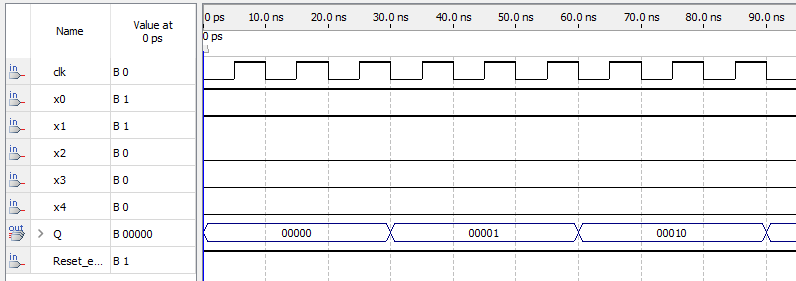 Name
Value at
0 ps
0 ps 10.0 ns 20.0 ns 30.0 ns 40.0 ns 50.0 ns 60.0 ns 70.0 ns 80.0 ns 90.0 ns
0 ps
in clk B 0
in x0 B 1
in x1 B 1
in x2 B 0
in x3 B 0
in x4 B 0
out > Q B 00000 00000 00001 00010
in Reset_e... B 1